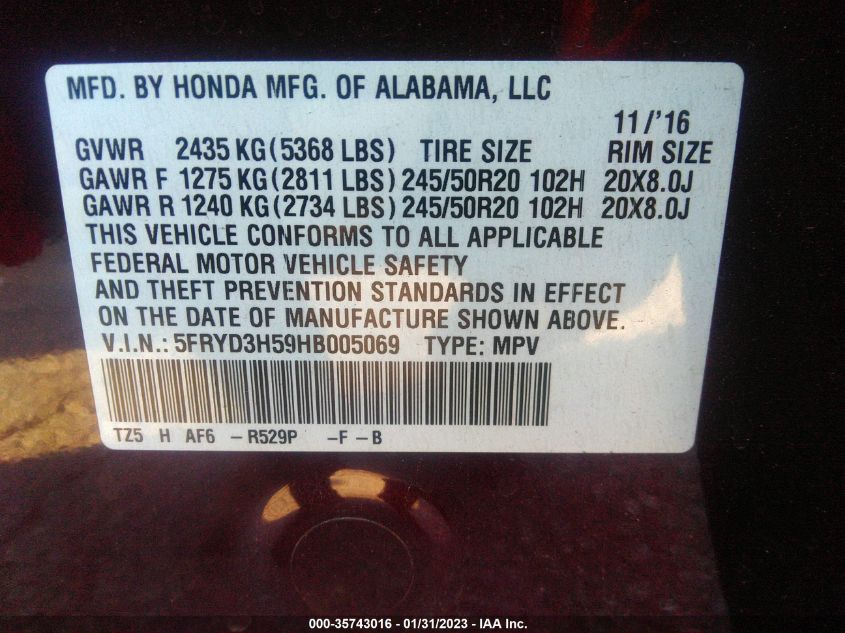 MFD. BY HONDA MFG. OF ALABAMA, LLC
11/'16
GVWR 2435 KG (5368 LBS) TIRE SIZE RIM SIZE
GAWR F 1275 KG (2811 LBS) 245/50R20 102H 20X8.0J
GAWR R 1240 KG (2734 LBS) 245/50R20 102H 20X8.0J
THIS VEHICLE CONFORMS TO ALL APPLICABLE
FEDERAL MOTOR VEHICLE SAFETY
AND THEFT PREVENTION STANDARDS IN EFFECT
ON THE DATE OF MANUFACTURE SHOWN ABOVE.
V.I.N.: 5FRYD3H59HB005069 TYPE: MPV
TZ5 H AF6 -R529P -F-B
000-35743016 - 01/31/2023 - IAA Inc.